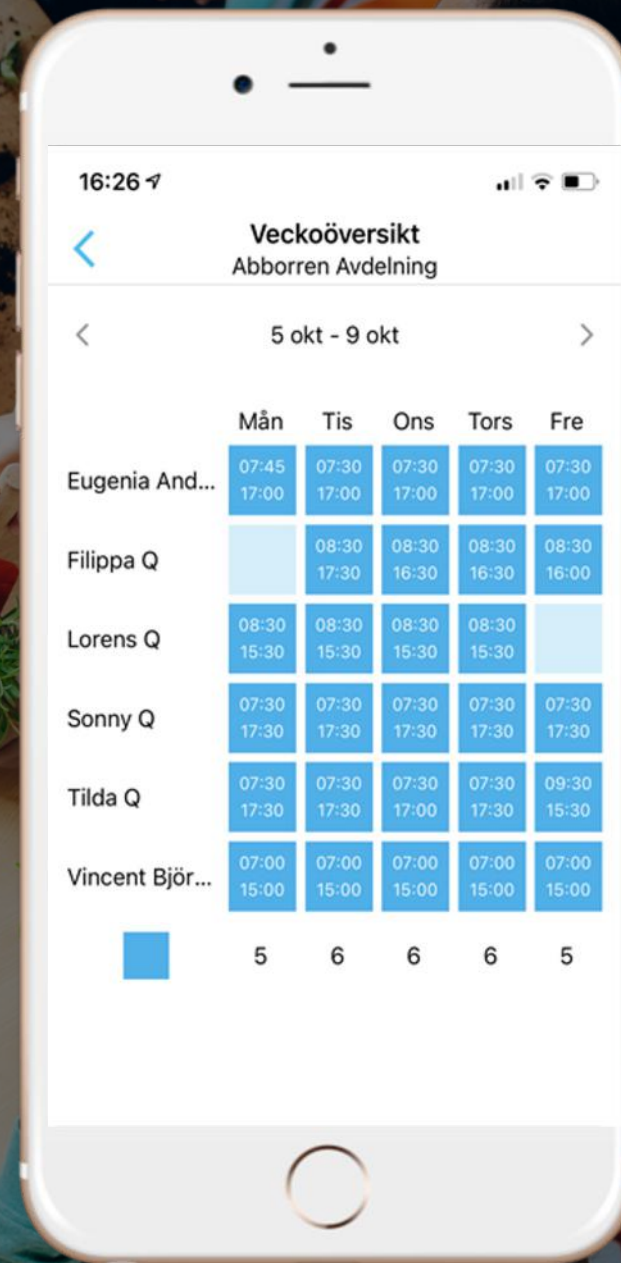 16:26
Veckoöversikt
Abborren Avdelning
5 okt - 9 okt
Mån Tis Ons Tors Fre
Eugenia And... 07:45 07:30 07:30 07:30 07:30
17:00 17:00 17:00 17:00 17:00
Filippa Q 08:30 08:30 08:30 08:30
17:30 16:30 16:30 16:00
Lorens Q 08:30 08:30 08:30 08:30
15:30 15:30 15:30 15:30
Sonny Q 07:30 07:30 07:30 07:30 07:30
17:30 17:30 17:30 17:30 17:30
Tilda Q 07:30 07:30 07:30 07:30 09:30
17:30 17:30 17:00 17:30 15:30
Vincent Björ... 07:00 07:00 07:00 07:00 07:00
15:00 15:00 15:00 15:00 15:00
5 6 6 6 5